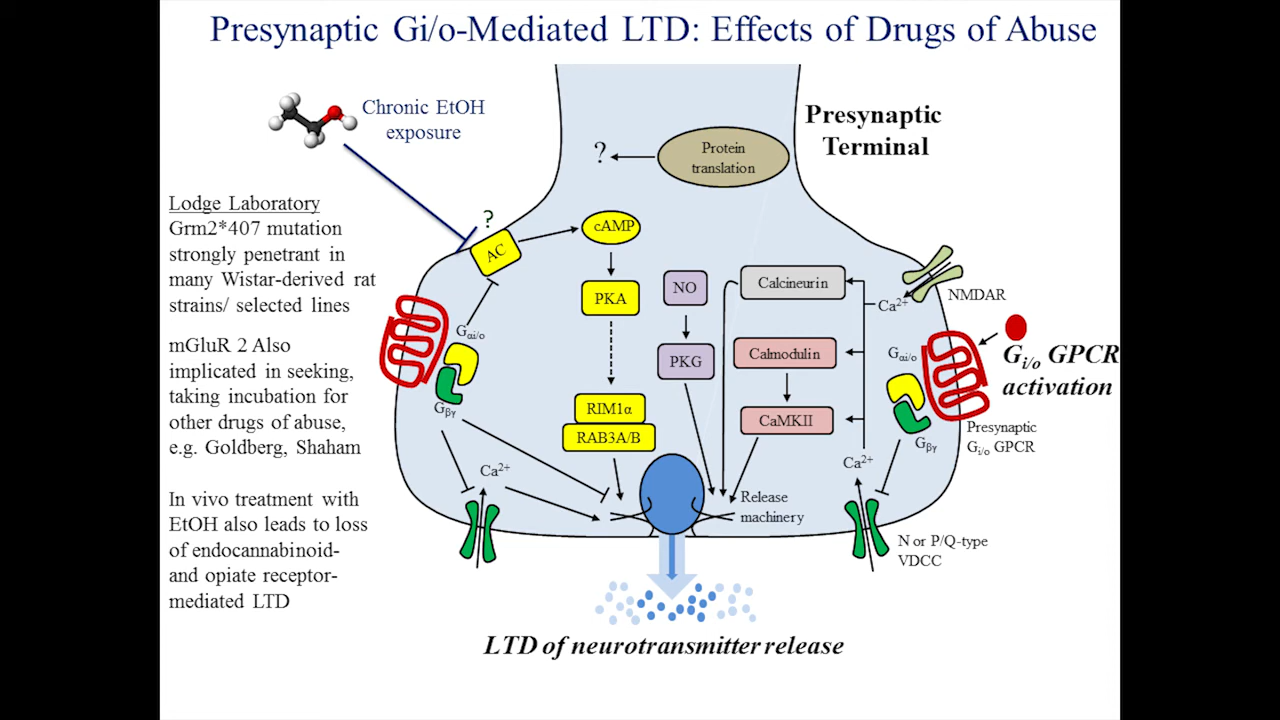 Presynaptic Gi/o-Mediated LTD: Effects of Drugs of Abuse
Chronic EtOH
exposure
Presynaptic
Terminal
Protein
translation
?
Lodge Laboratory
Grm2*407 mutation
strongly penetrant in
many Wistar-derived rat
strains/ selected lines
mGluR 2 Also
implicated in seeking,
taking incubation for
other drugs of abuse,
e.g. Goldberg, Shaham
In vivo treatment with
EtOH also leads to loss
of endocannabinoid-
and opiate receptor-
mediated LTD
?
AC
cAMP
PKA
NO
PKG
RIM1α
RAB3A/B
Calcineurin
Calmodulin
CaMKII
Ca2+
NMDAR
Gαi/o
Gβγ
Ca2+
Gαi/o
Gβγ
Gi/o GPCR
activation
Presynaptic
Gi/o GPCR
Ca2+
Release
machinery
N or P/Q-type
VDCC
LTD of neurotransmitter release